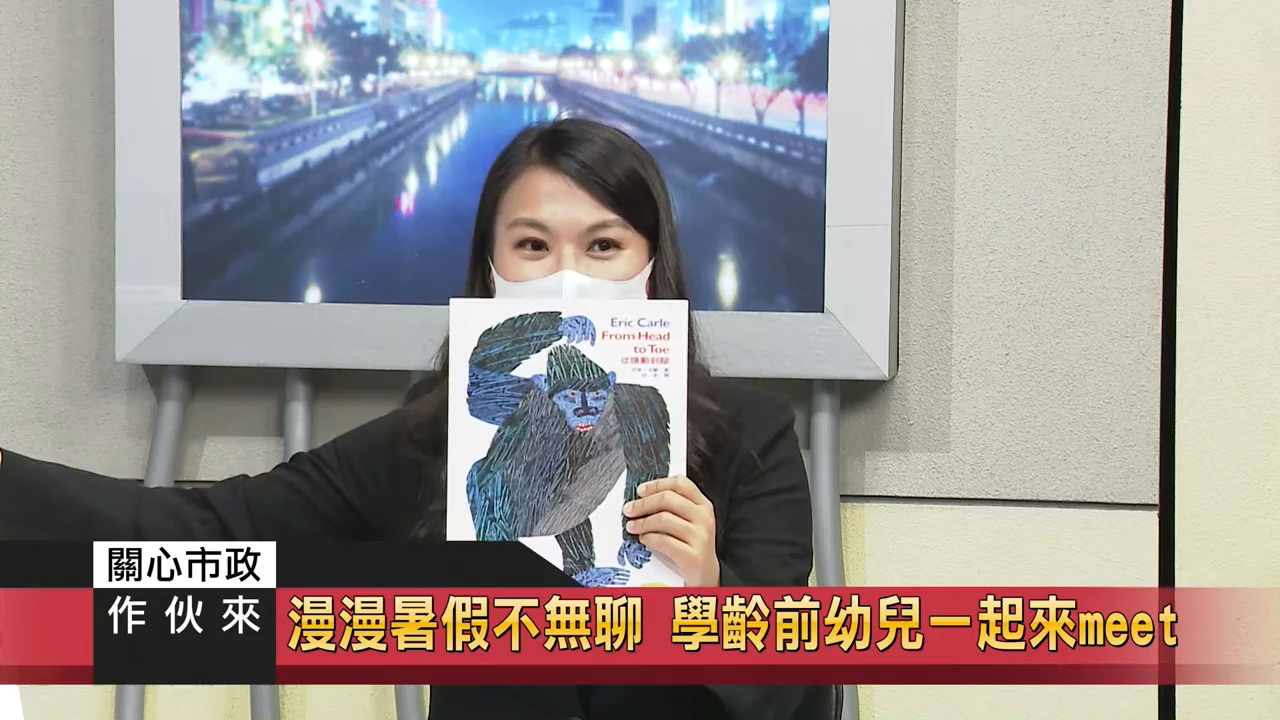 Eric Carle
From Head
to Toe
從頭動到腳
關心市政
作伙來
漫漫暑假不無聊 學齡前幼兒一起來meet